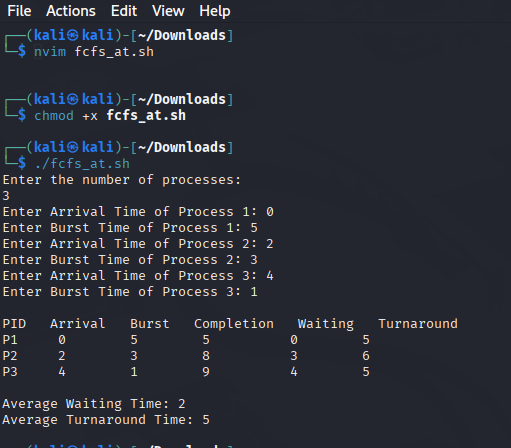 File Actions Edit View Help
┌──(kali㉿kali)-[~/Downloads]
└─$ nvim fcfs_at.sh
┌──(kali㉿kali)-[~/Downloads]
└─$ chmod +x fcfs_at.sh
┌──(kali㉿kali)-[~/Downloads]
└─$ ./fcfs_at.sh
Enter the number of processes:
3
Enter Arrival Time of Process 1: 0
Enter Burst Time of Process 1: 5
Enter Arrival Time of Process 2: 2
Enter Burst Time of Process 2: 3
Enter Arrival Time of Process 3: 4
Enter Burst Time of Process 3: 1
PID Arrival Burst Completion Waiting Turnaround
P1 0 5 5 0 5
P2 2 3 8 3 6
P3 4 1 9 4 5
Average Waiting Time: 2
Average Turnaround Time: 5